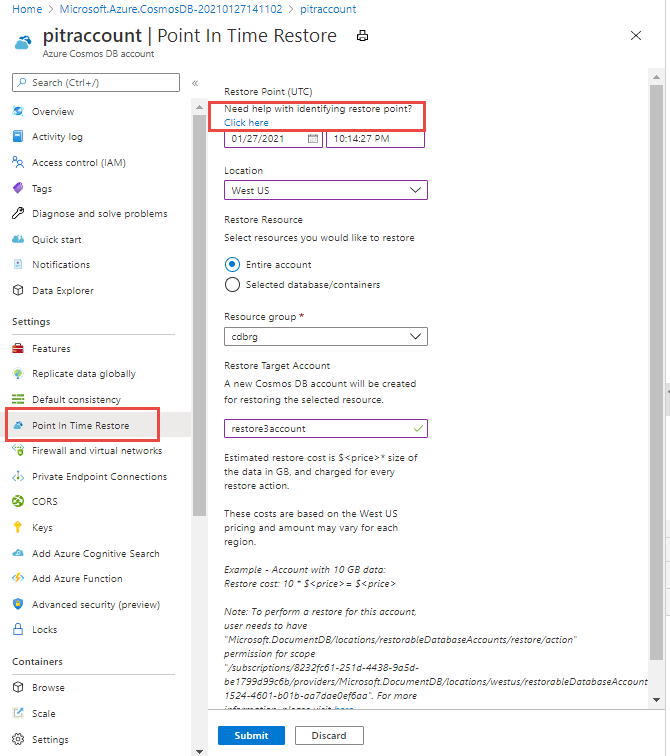 Home > Microsoft.Azure.CosmosDB-20210127141102 > pitraccount
pitraccount | Point In Time Restore
Azure Cosmos DB account
Search (Ctrl+/)
«
Overview
Activity log
Access control (IAM)
Tags
Diagnose and solve problems
Quick start
Notifications
Data Explorer
Settings
Features
Replicate data globally
Default consistency
Point In Time Restore
Firewall and virtual networks
Private Endpoint Connections
CORS
Keys
Add Azure Cognitive Search
Add Azure Function
Advanced security (preview)
Locks
Containers
Browse
Scale
Settings
Restore Point (UTC)
Need help with identifying restore point?
Click here
01/27/2021
10:14:27 PM
Location
West US
Restore Resource
Select resources you would like to restore
Entire account
Selected database/containers
Resource group *
cdbrg
Restore Target Account
A new Cosmos DB account will be created
for restoring the selected resource.
restore3account
Estimated restore cost is $<price>* size of
the data in GB, and charged for every
restore action.
These costs are based on the West US
pricing and amount may vary for each
region.
Example - Account with 10 GB data:
Restore cost: 10 * $<price>= $<price>
Note: To perform a restore for this account,
user needs to have
"Microsoft.DocumentDB/locations/restorableDatabaseAccounts/restore/action"
permission for scope
"/subscriptions/8232fc61-251d-4438-9a5d-
be1799d99c6b/providers/Microsoft.DocumentDB/locations/westus/restorableDatabaseAccount
1524-4601-b01b-aa7dae0ef6aa". For more
information, please visit here
Submit
Discard